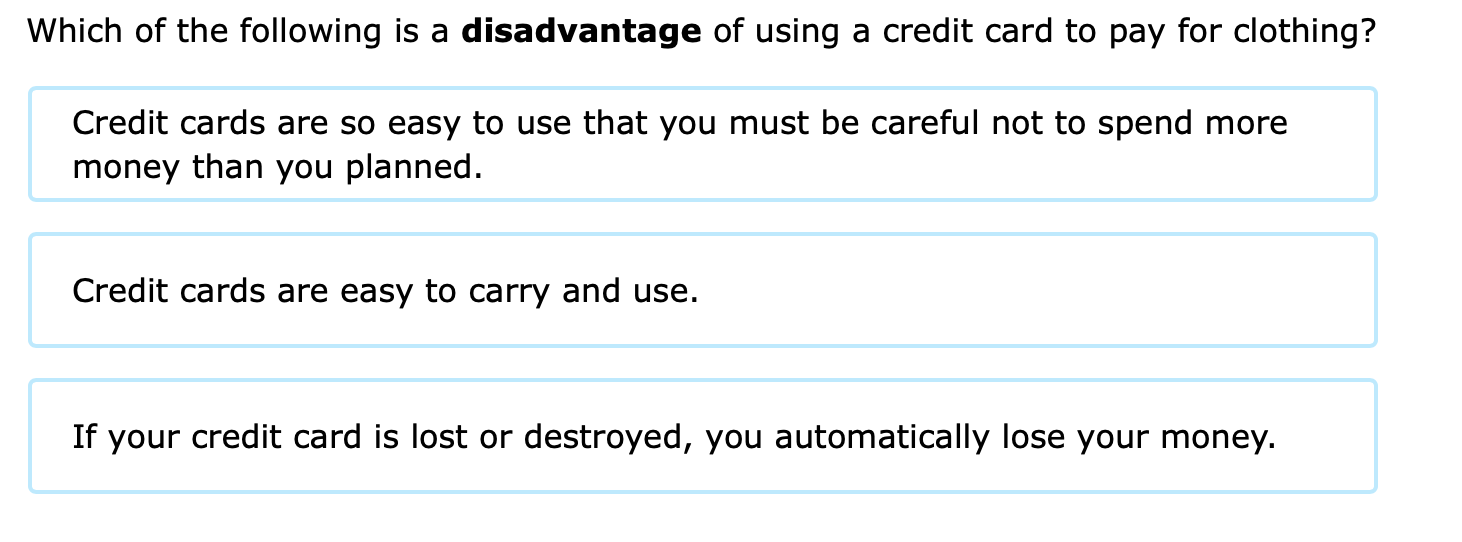 Which of the following is a disadvantage of using a credit card to pay for clothing?
Credit cards are so easy to use that you must be careful not to spend more
money than you planned.
Credit cards are easy to carry and use.
If your credit card is lost or destroyed, you automatically lose your money.